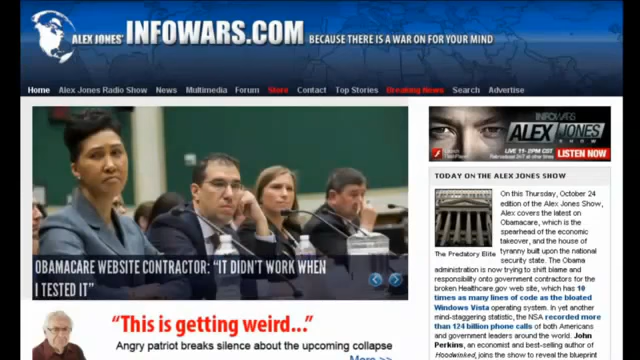 ALEX JONES' INFOWARS.COM BECAUSE THERE IS A WAR ON FOR YOUR MIND
Home Alex Jones Radio Show News Multimedia Forum Store Contact Top Stories Breaking News Search Advertise
INFOWARS
ALEX JONES
SHOW
LIVE 11-2PM CST LISTEN NOW
TODAY ON THE ALEX JONES SHOW
On this Thursday, October 24
edition of the Alex Jones Show,
Alex covers the latest on
Obamacare, which is the
spearhead of the economic
takeover, and the house of
The Predatory Elite tyranny built upon the national
security state. The Obama
administration is now trying to shift blame and
responsibility onto government contractors for the
broken Healthcare.gov web site, which has 10
times as many lines of code as the bloated
Windows Vista operating system. In yet another
mind-staggering statistic, the NSA recorded more
than 124 billion phone calls of both Americans
and government leaders around the world. John
Perkins, an economist and best-selling author of
Hoodwinked, joins the show to reveal the blueprint
OBAMACARE WEBSITE CONTRACTOR: "IT DIDN'T WORK WHEN
I TESTED IT"
"This is getting weird..."
Angry patriot breaks silence about the upcoming collapse
More >>